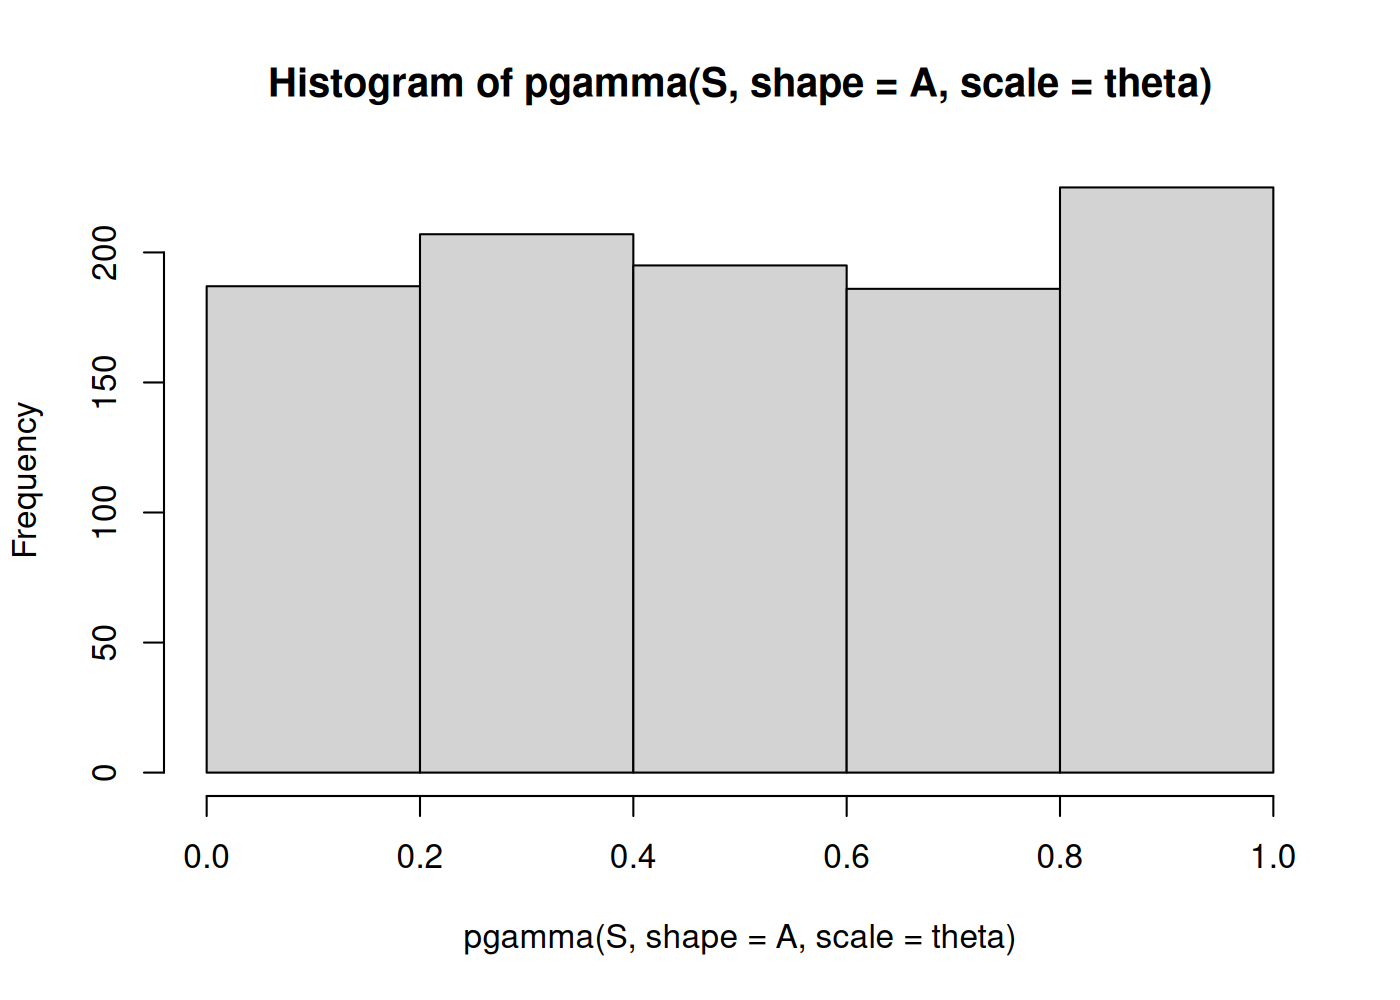 Histogram of pgamma(S, shape = A, scale = theta)
Frequency
200
150
100
50
0
0.0 0.2 0.4 0.6 0.8 1.0
pgamma(S, shape = A, scale = theta)